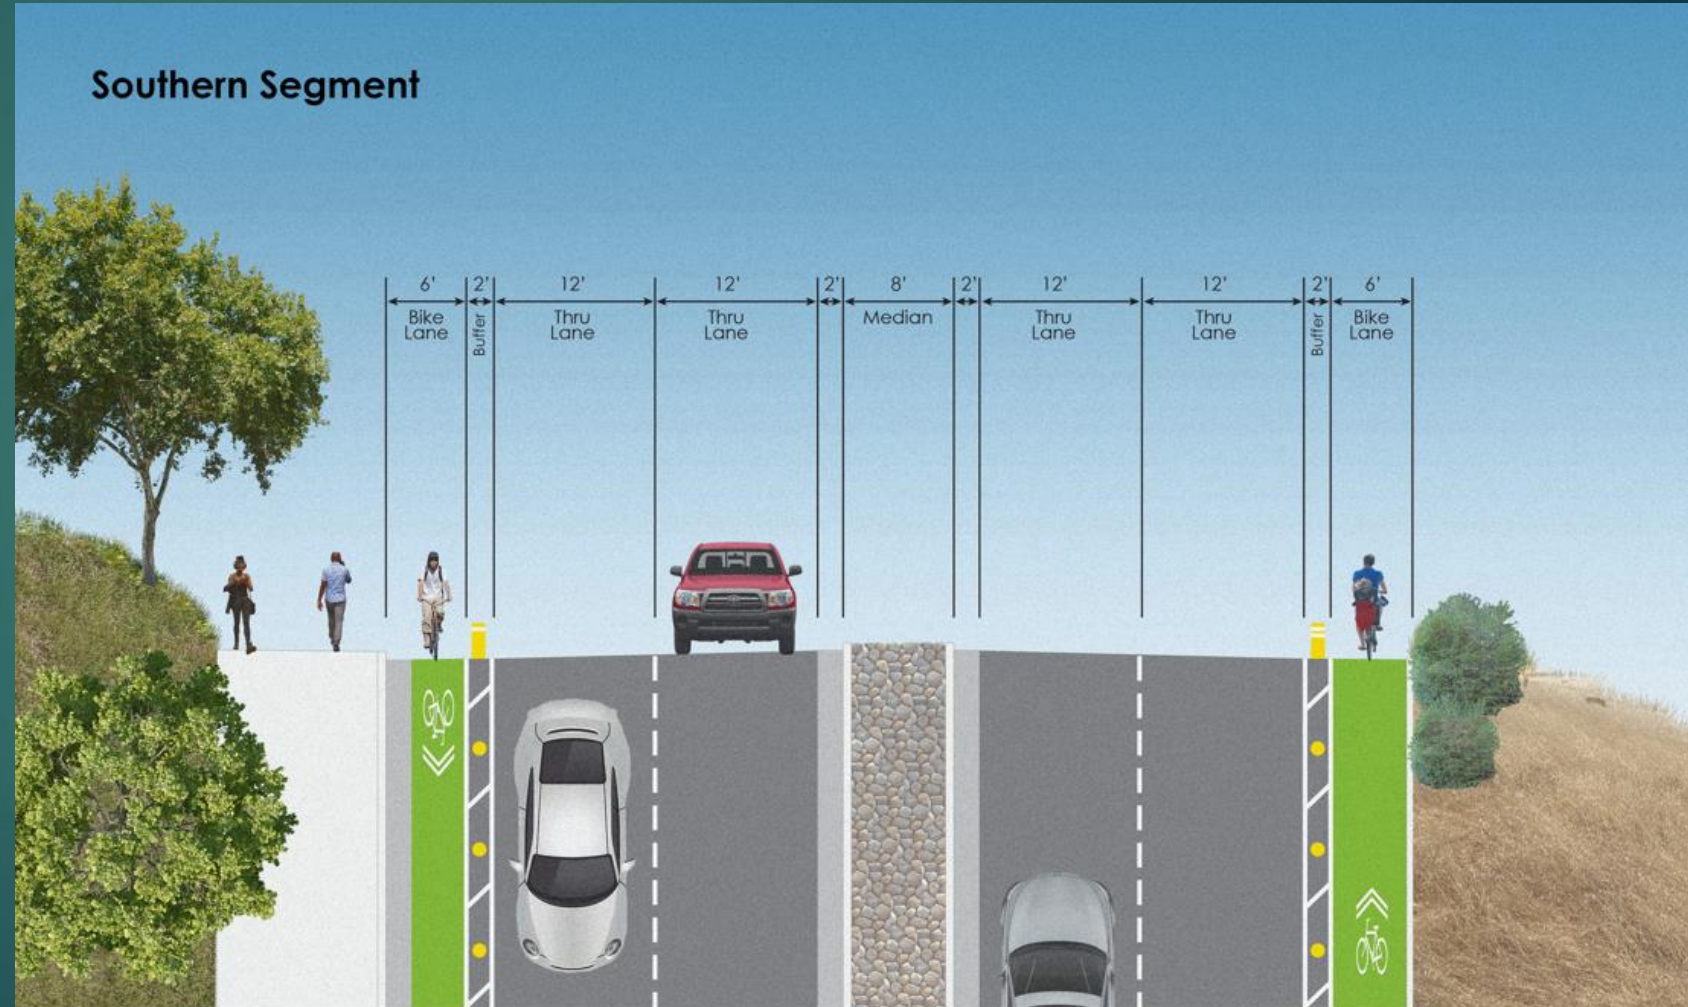 Southern Segment
6' 2' 12' 12' 2' 8' 2' 12' 12' 2' 6'
Bike Lane
Buffer
Thru Lane
Thru Lane
Median
Thru Lane
Thru Lane
Buffer
Bike Lane